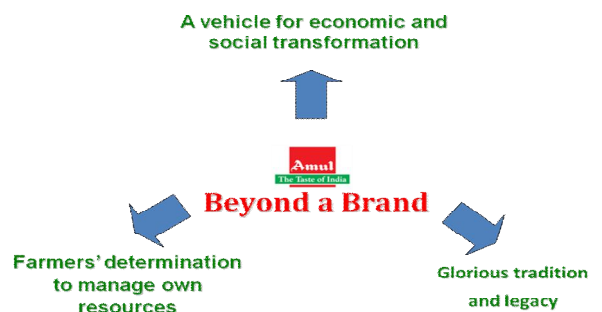 A vehicle for economic and
social transformation
Amul
The Taste of India
Beyond a Brand
Farmers' determination
to manage own
resources
Glorious tradition
and legacy